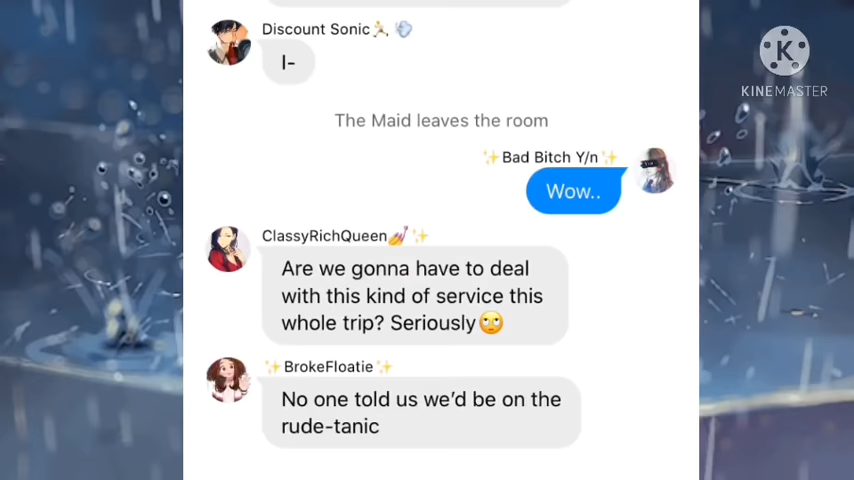 Discount Sonic🏃💨
I-
The Maid leaves the room
✨Bad Bitch Y/n✨
Wow..
ClassyRichQueen💅✨
Are we gonna have to deal
with this kind of service this
whole trip? Seriously🙄
✨BrokeFloatie✨
No one told us we’d be on the
rude-tanic
K
KINEMASTER